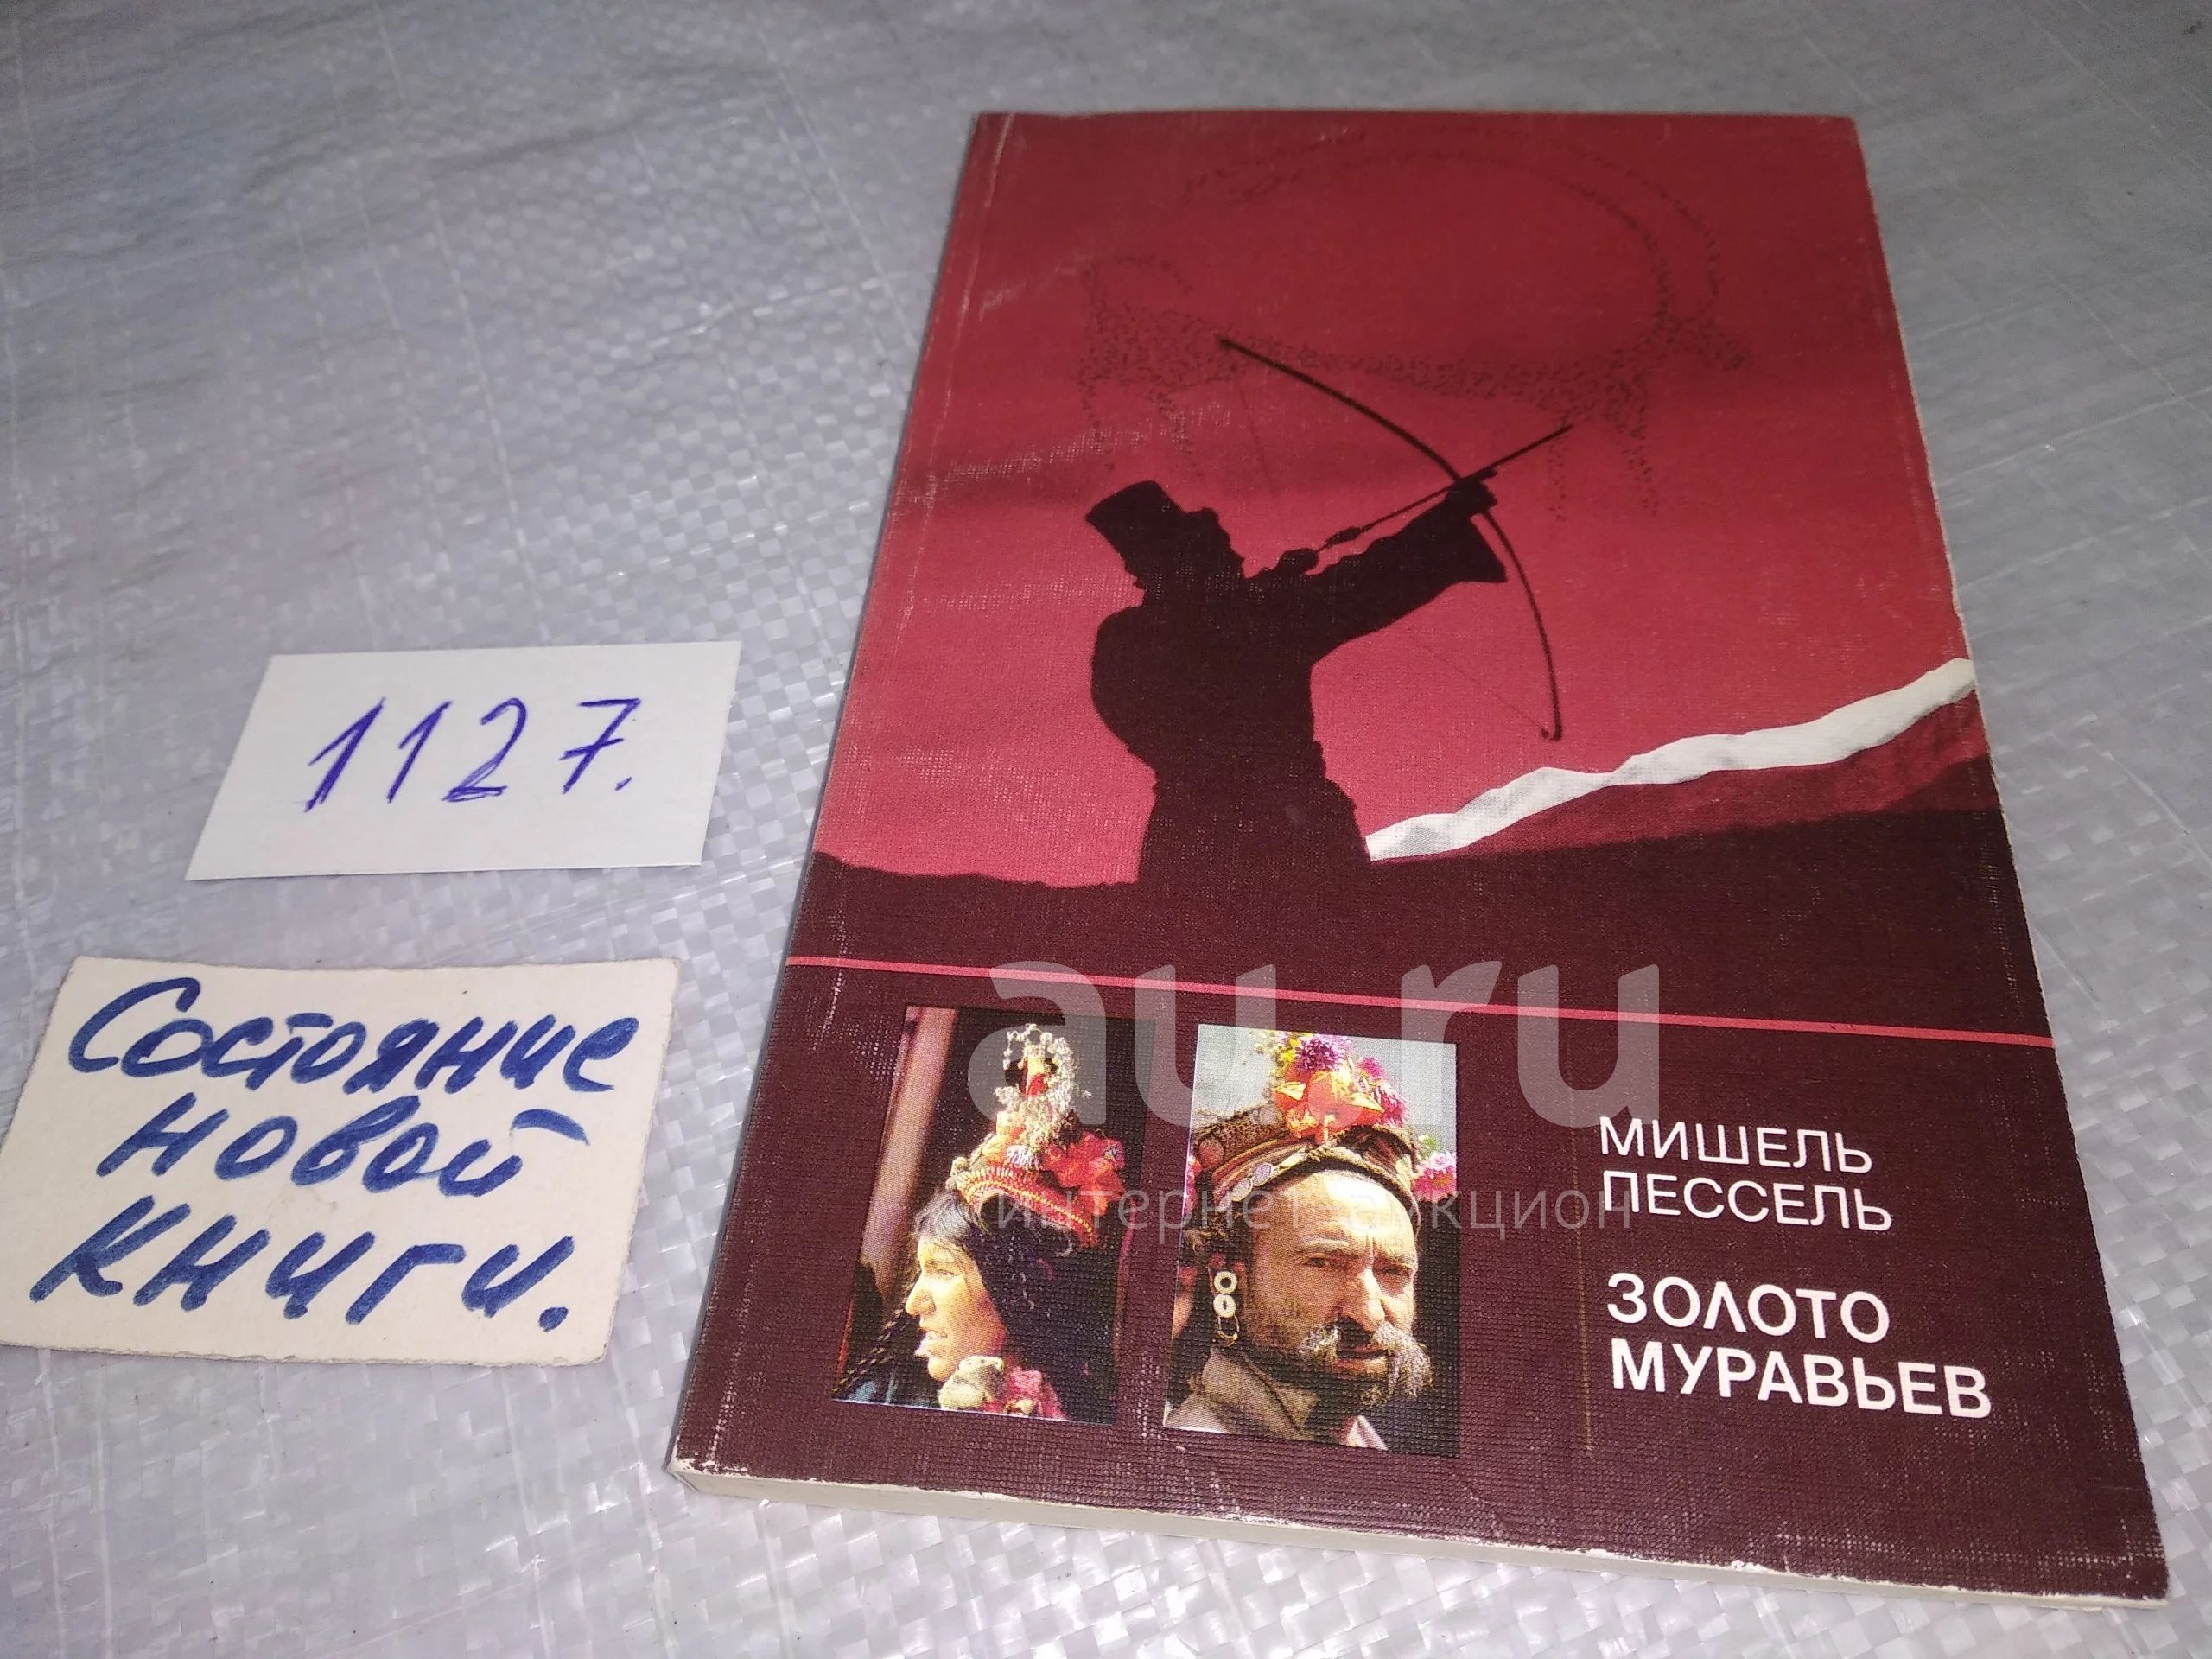 1127.
Состояние
новой
книги.
МИШЕЛЬ
ПЕССЕЛЬ
ЗОЛОТО
МУРАВЬЕВ
au.ru
интернет-аукцион